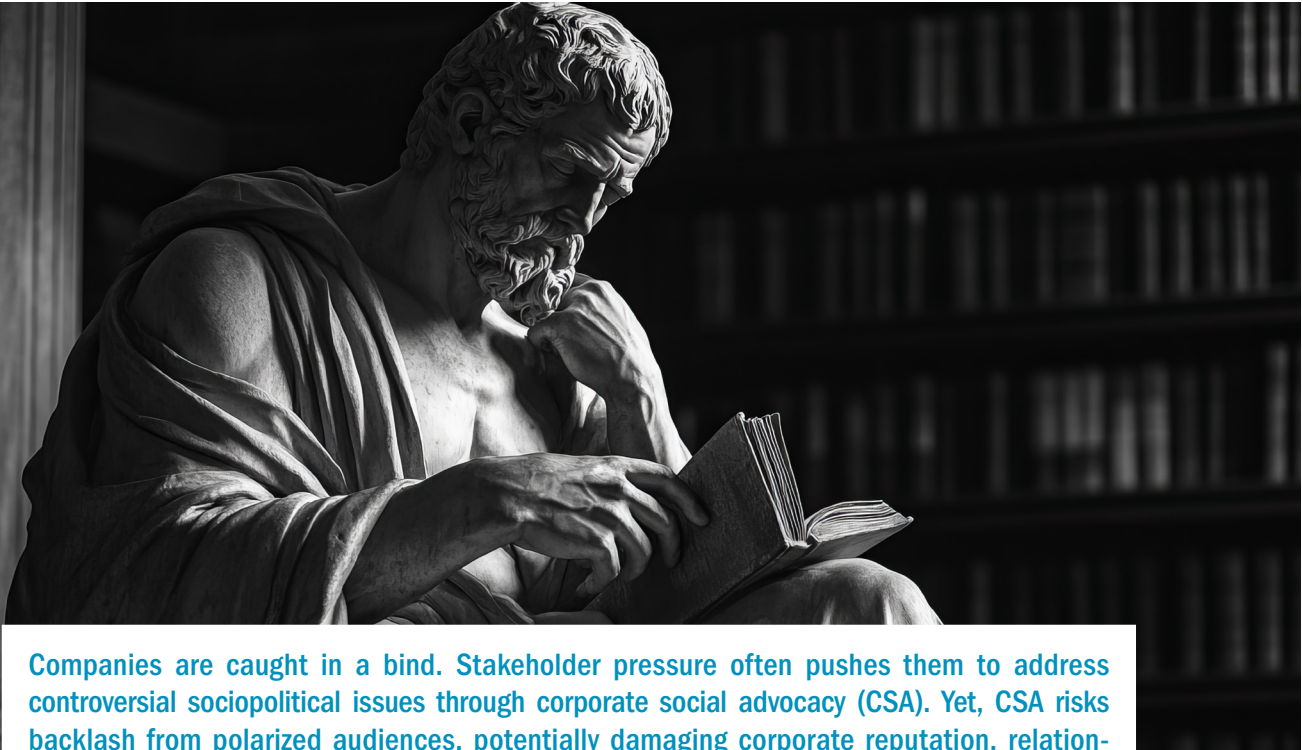 Companies are caught in a bind. Stakeholder pressure often pushes them to address
controversial sociopolitical issues through corporate social advocacy (CSA). Yet, CSA risks
backlash from polarized audiences, potentially damaging corporate reputation, relation-